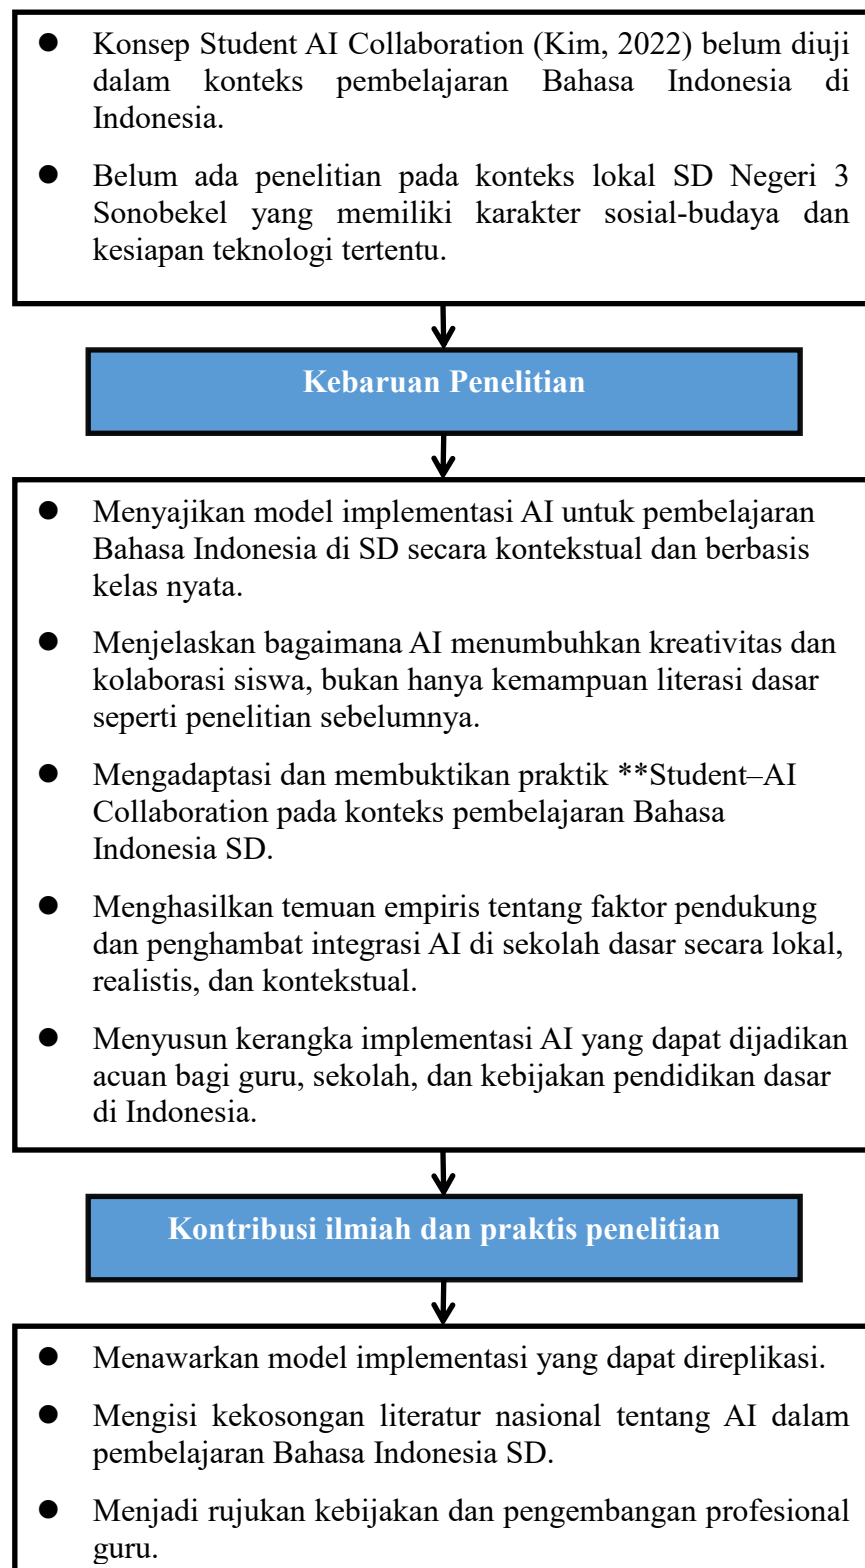 ● Konsep Student AI Collaboration (Kim, 2022) belum diuji
dalam konteks pembelajaran Bahasa Indonesia di
Indonesia.
● Belum ada penelitian pada konteks lokal SD Negeri 3
Sonobekel yang memiliki karakter sosial-budaya dan
kesiapan teknologi tertentu.
Kebaruan Penelitian
● Menyajikan model implementasi AI untuk pembelajaran
Bahasa Indonesia di SD secara kontekstual dan berbasis
kelas nyata.
● Menjelaskan bagaimana AI menumbuhkan kreativitas dan
kolaborasi siswa, bukan hanya kemampuan literasi dasar
seperti penelitian sebelumnya.
● Mengadaptasi dan membuktikan praktik **Student–AI
Collaboration pada konteks pembelajaran Bahasa
Indonesia SD.
● Menghasilkan temuan empiris tentang faktor pendukung
dan penghambat integrasi AI di sekolah dasar secara lokal,
realistis, dan kontekstual.
● Menyusun kerangka implementasi AI yang dapat dijadikan
acuan bagi guru, sekolah, dan kebijakan pendidikan dasar
di Indonesia.
Kontribusi ilmiah dan praktis penelitian
● Menawarkan model implementasi yang dapat direplikasi.
● Mengisi kekosongan literatur nasional tentang AI dalam
pembelajaran Bahasa Indonesia SD.
● Menjadi rujukan kebijakan dan pengembangan profesional
guru.